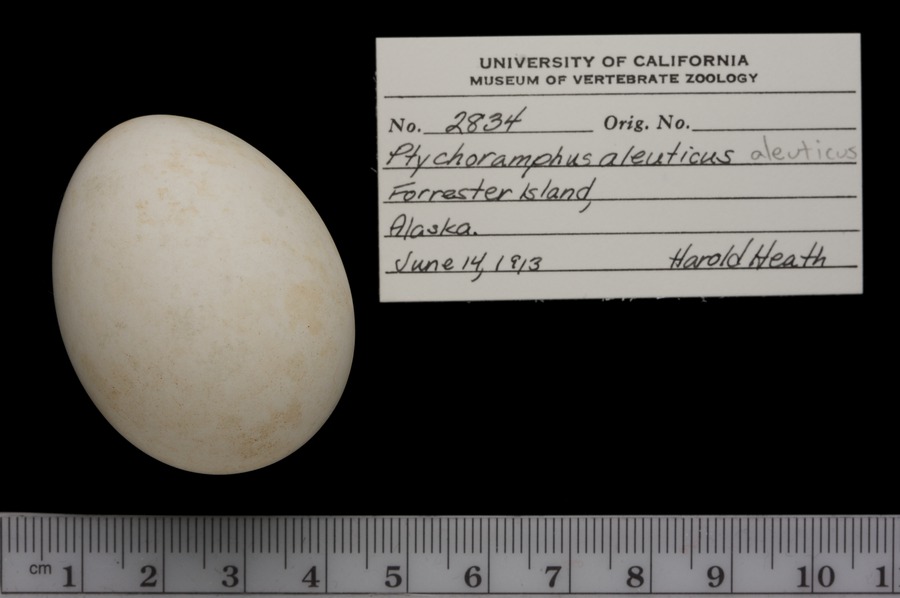 UNIVERSITY OF CALIFORNIA
MUSEUM OF VERTEBRATE ZOOLOGY
No. 2834 Orig. No.
Ptychoramphus aleuticus aleuticus
Forrester Island,
Alaska.
June 14, 1913 Harold Heath
cm 1 2 3 4 5 6 7 8 9 10 1